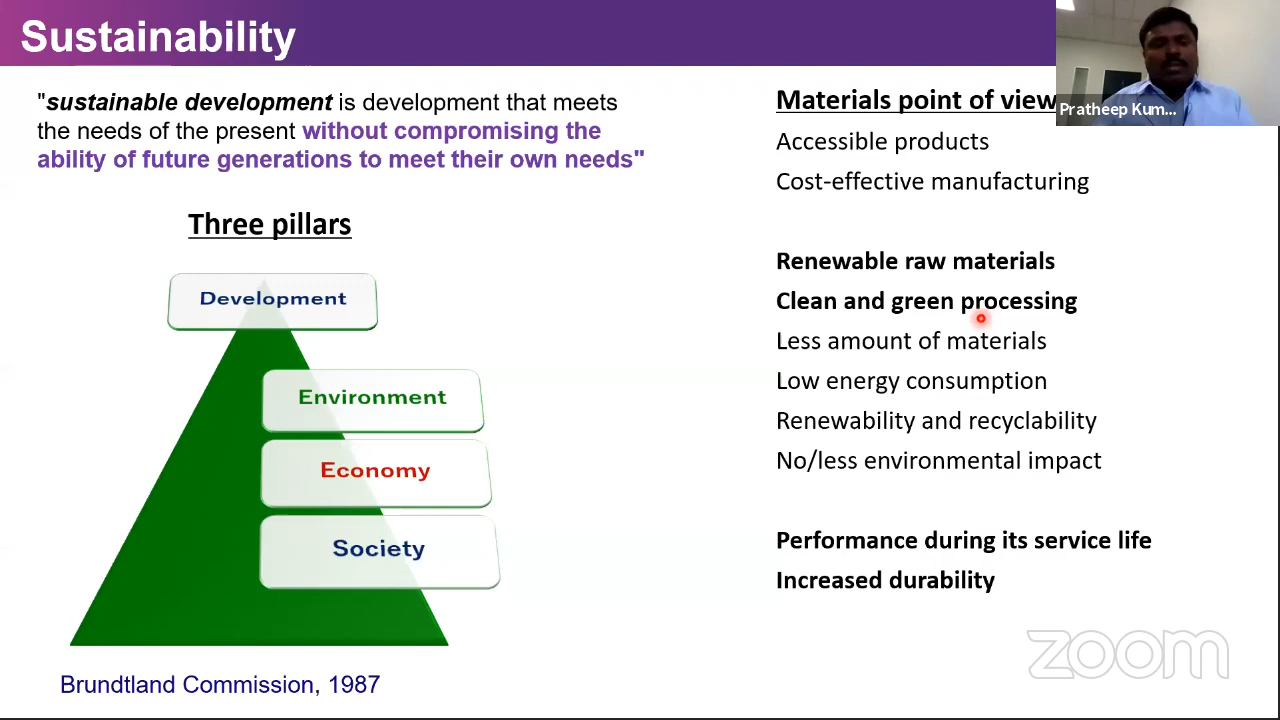 Sustainability
"sustainable development is development that meets
the needs of the present without compromising the
ability of future generations to meet their own needs"
Three pillars
Development
Environment
Economy
Society
Brundtland Commission, 1987
Materials point of view
Accessible products
Cost-effective manufacturing
Renewable raw materials
Clean and green processing
Less amount of materials
Low energy consumption
Renewability and recyclability
No/less environmental impact
Performance during its service life
Increased durability
Pratheep Kum...
zoom